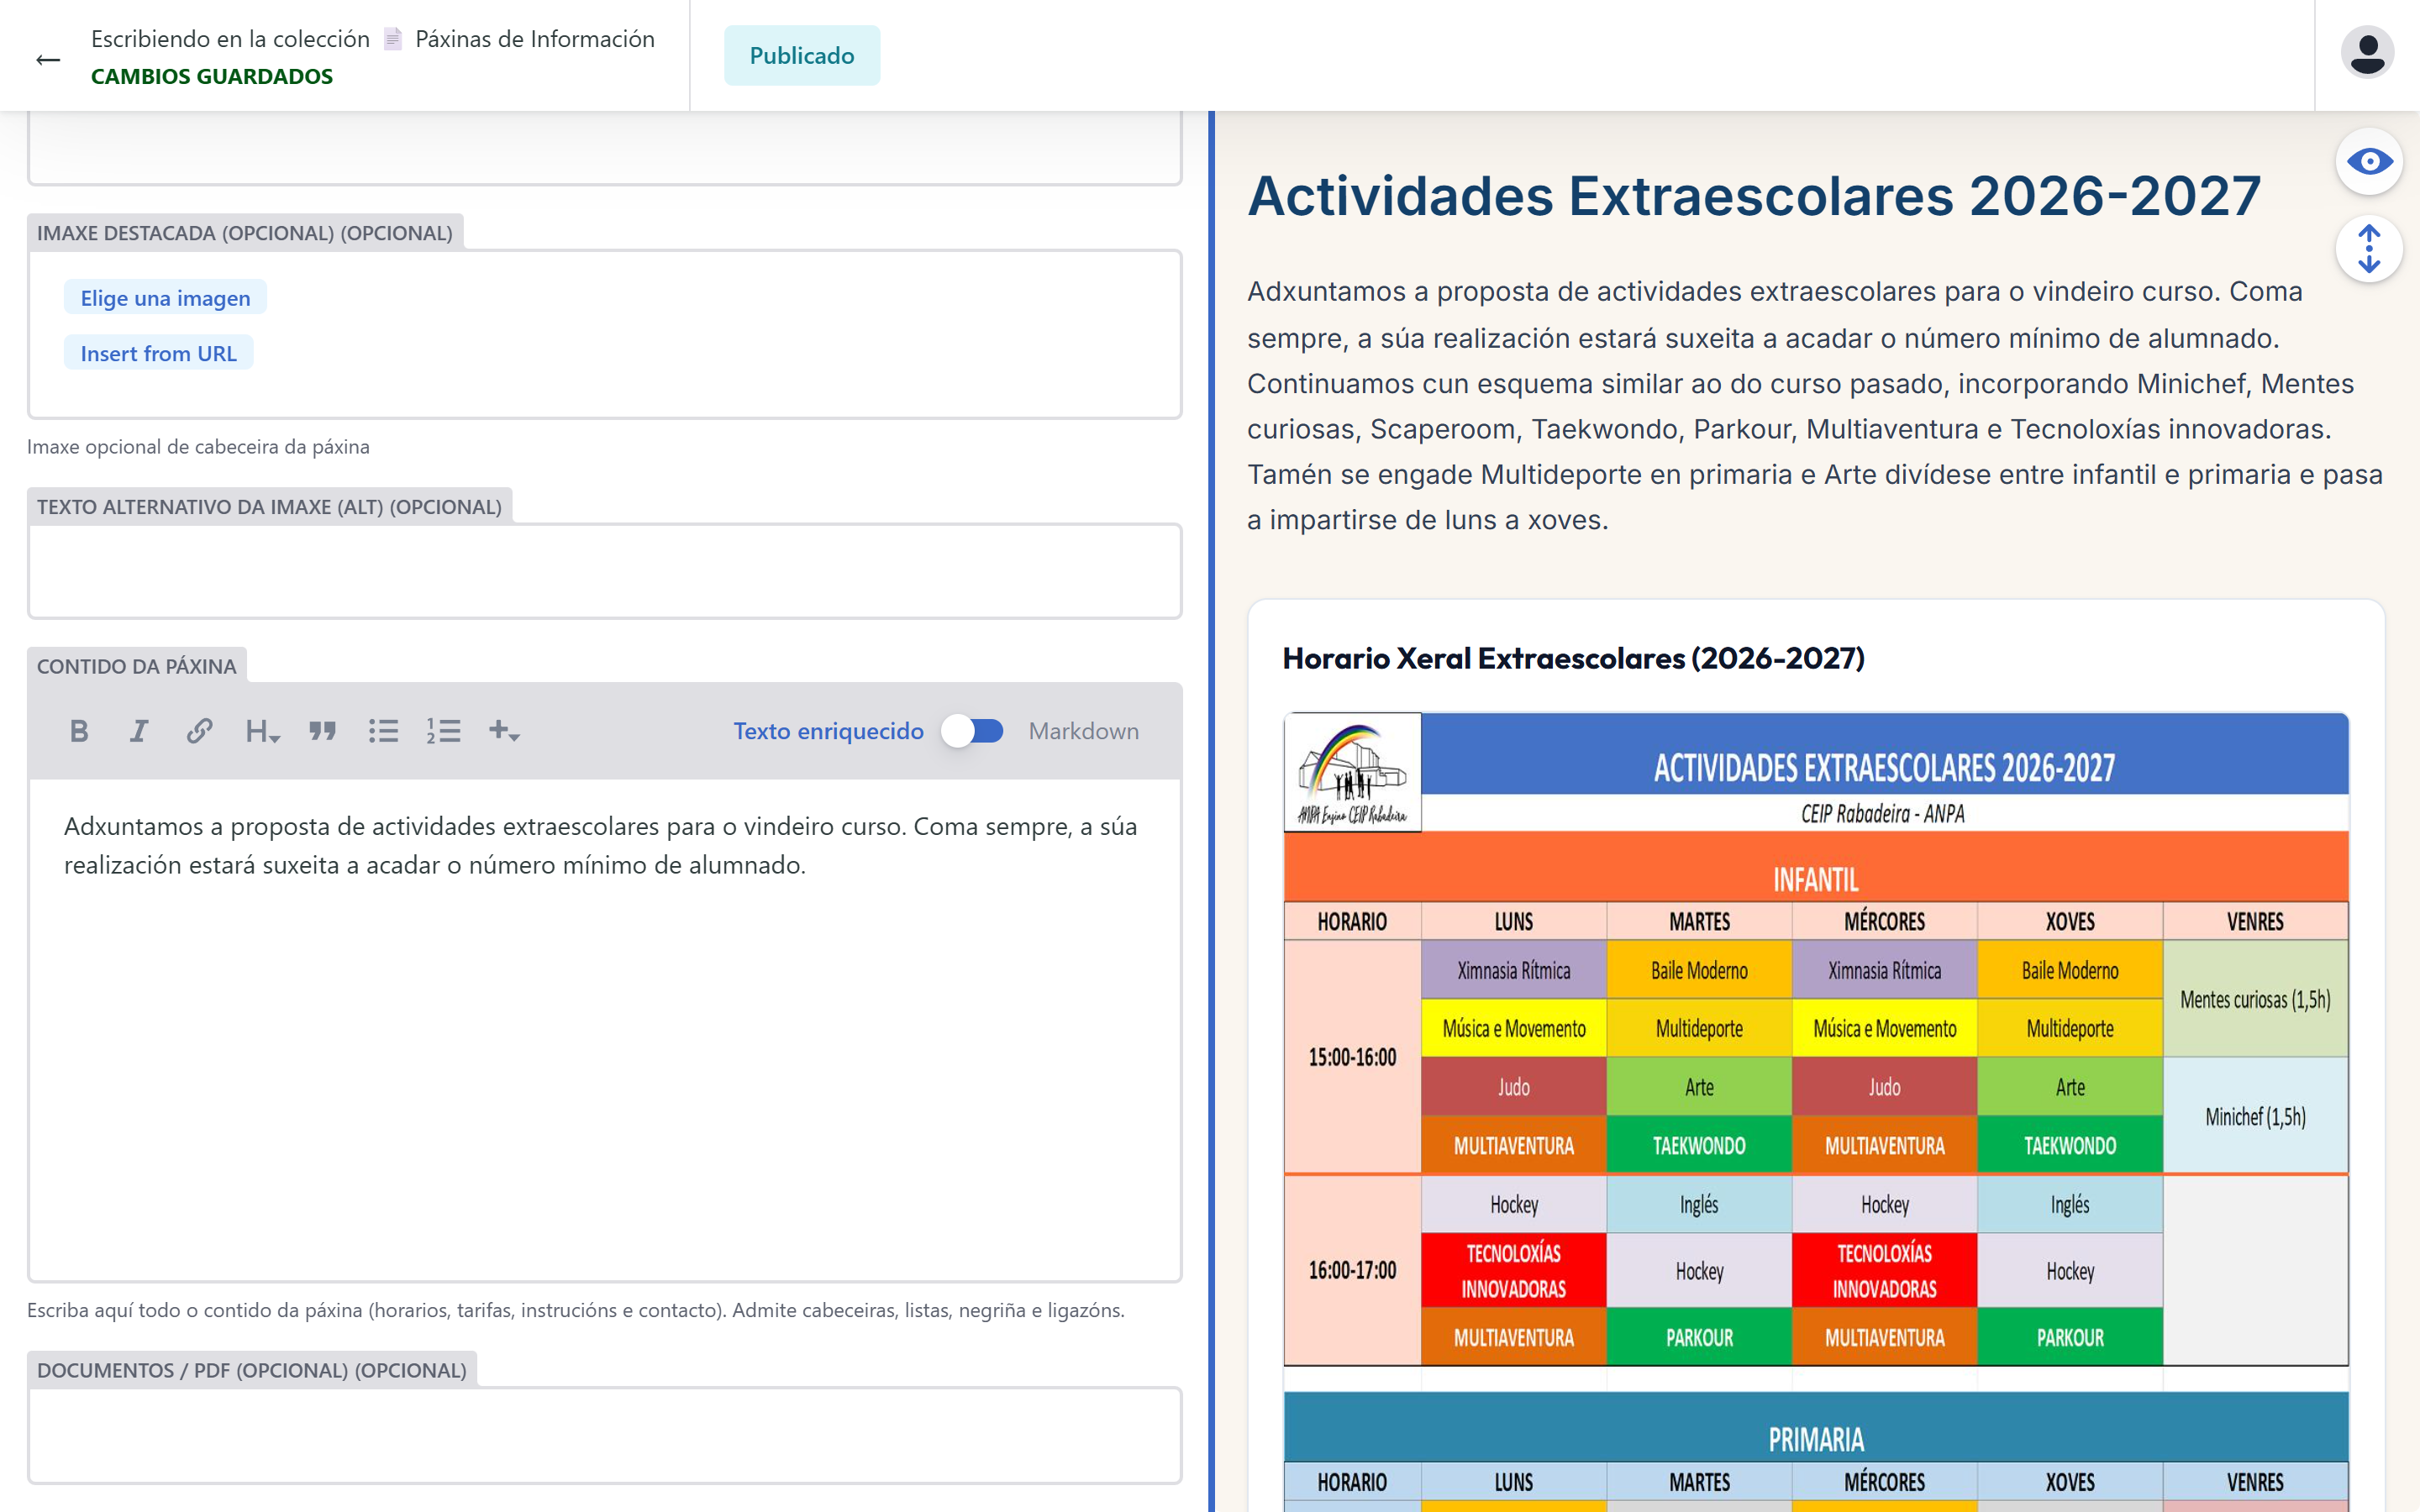 Escribiendo en la colección Páxinas de Información
CAMBIOS GUARDADOS
Publicado
IMAXE DESTACADA (OPCIONAL) (OPCIONAL)
Elige una imagen
Insert from URL
Imaxe opcional de cabeceira da páxina
TEXTO ALTERNATIVO DA IMAXE (ALT) (OPCIONAL)
CONTIDO DA PÁXINA
Texto enriquecido Markdown
Adxuntamos a proposta de actividades extraescolares para o vindeiro curso. Coma sempre, a súa
realización estará suxeita a acadar o número mínimo de alumnado.
Escriba aquí todo o contido da páxina (horarios, tarifas, instrucións e contacto). Admite cabeceiras, listas, negriña e ligazóns.
DOCUMENTOS / PDF (OPCIONAL) (OPCIONAL)
Actividades Extraescolares 2026-2027
Adxuntamos a proposta de actividades extraescolares para o vindeiro curso. Coma
sempre, a súa realización estará suxeita a acadar o número mínimo de alumnado.
Continuamos cun esquema similar ao do curso pasado, incorporando Minichef, Mentes
curiosas, Scaperoom, Taekwondo, Parkour, Multiaventura e Tecnoloxías innovadoras.
Tamén se engade Multideporte en primaria e Arte divídese entre infantil e primaria e pasa
a impartirse de luns a xoves.
Horario Xeral Extraescolares (2026-2027)
ANPA Ensino CEIP Rabadeira
ACTIVIDADES EXTRAESCOLARES 2026-2027
CEIP Rabadeira - ANPA
INFANTIL
HORARIO LUNS MARTES MÉRCORES XOVES VENRES
15:00-16:00
Ximnasia Rítmica Baile Moderno Ximnasia Rítmica Baile Moderno
Mentes curiosas (1,5h)
Música e Movemento Multideporte Música e Movemento Multideporte
Judo Arte Judo Arte
Minichef (1,5h)
MULTIAVENTURA TAEKWONDO MULTIAVENTURA TAEKWONDO
16:00-17:00
Hockey Inglés Hockey Inglés
TECNOLOXÍAS INNOVADORAS Hockey TECNOLOXÍAS INNOVADORAS Hockey
MULTIAVENTURA PARKOUR MULTIAVENTURA PARKOUR
PRIMARIA
HORARIO LUNS MARTES MÉRCORES XOVES VENRES